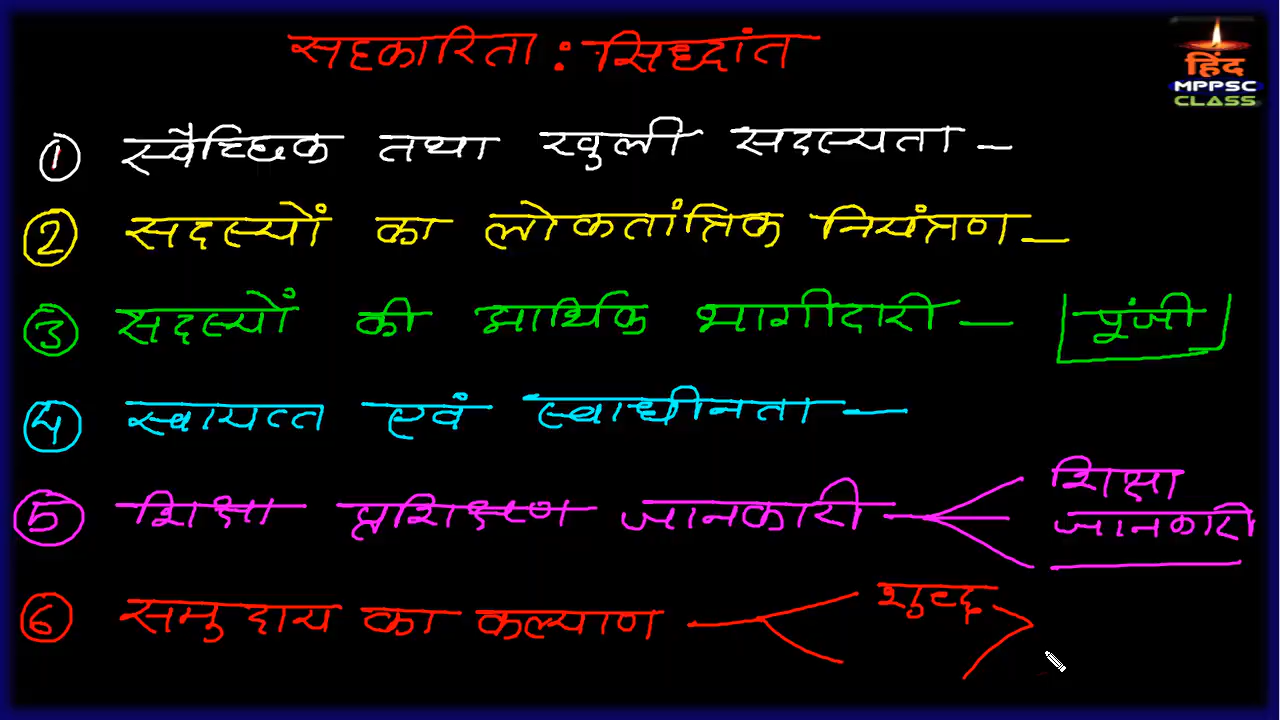 सहकारिता : सिद्धांत
हिंद
MPPSC
CLASS
① स्वैच्छिक तथा खुली सदस्यता –
② सदस्यों का लोकतांत्रिक नियंत्रण –
③ सदस्यों की आर्थिक भागीदारी – पूंजी
④ स्वायत्त एवं स्वाधीनता –
⑤ शिक्षा प्रशिक्षण जानकारी – शिक्षा
जानकारी
⑥ समुदाय का कल्याण –